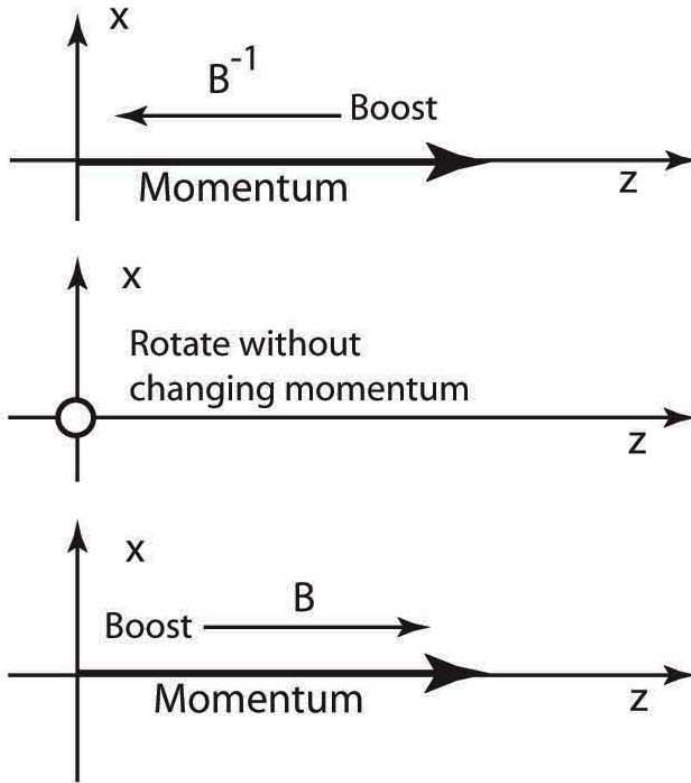 x
B⁻¹
Boost
Momentum
z
x
Rotate without
changing momentum
z
x
B
Boost
Momentum
z